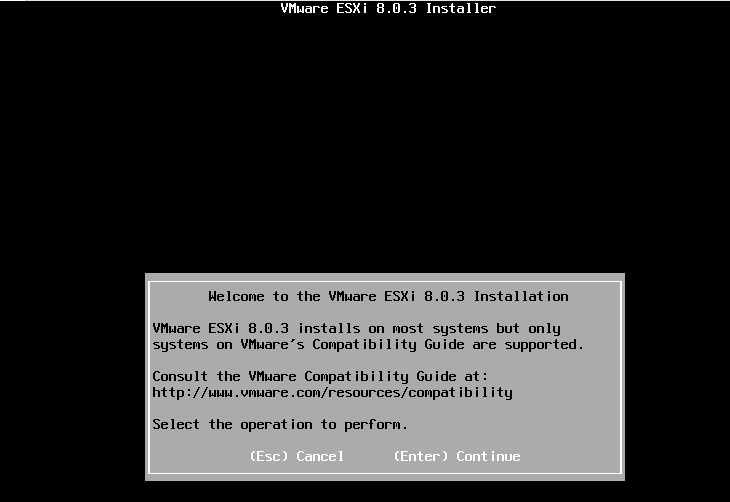 VMware ESXi 8.0.3 Installer
Welcome to the VMware ESXi 8.0.3 Installation
VMware ESXi 8.0.3 installs on most systems but only
systems on VMware's Compatibility Guide are supported.
Consult the VMware Compatibility Guide at:
http://www.vmware.com/resources/compatibility
Select the operation to perform.
(Esc) Cancel (Enter) Continue